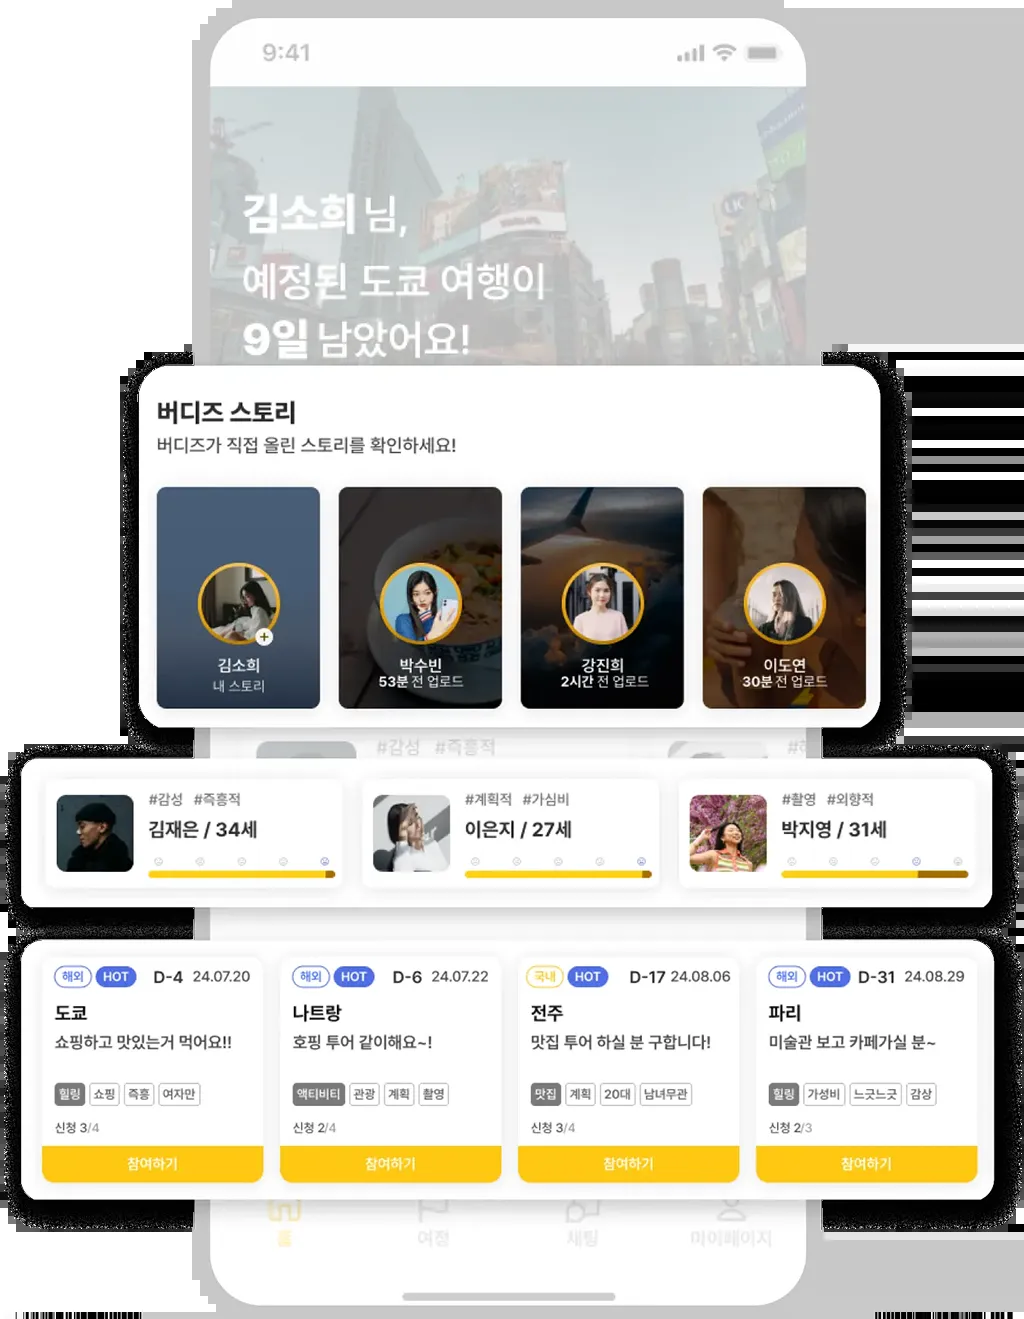 9:41
김소희 님,
예정된 도쿄 여행이
9일 남았어요!
버디즈 스토리
버디즈가 직접 올린 스토리를 확인하세요!
김소희
내 스토리
박수빈
53분 전 업로드
강진희
2시간 전 업로드
이도연
30분 전 업로드
#감성 #즉흥적
#감성 #즉흥적
김재은 / 34세
#계획적 #가심비
이은지 / 27세
#촬영 #외향적
박지영 / 31세
해외 HOT D-4 24.07.20
도쿄
쇼핑하고 맛있는거 먹어요!!
힐링 쇼핑 즉흥 여자만
신청 3/4
참여하기
해외 HOT D-6 24.07.22
나트랑
호핑 투어 같이해요~!
액티비티 관광 계획 촬영
신청 2/4
참여하기
국내 HOT D-17 24.08.06
전주
맛집 투어 하실 분 구합니다!
맛집 계획 20대 남녀무관
신청 3/4
참여하기
해외 HOT D-31 24.08.29
파리
미술관 보고 카페가실 분~
힐링 가성비 느긋느긋 감상
신청 2/3
참여하기
홈
여정
채팅
마이페이지